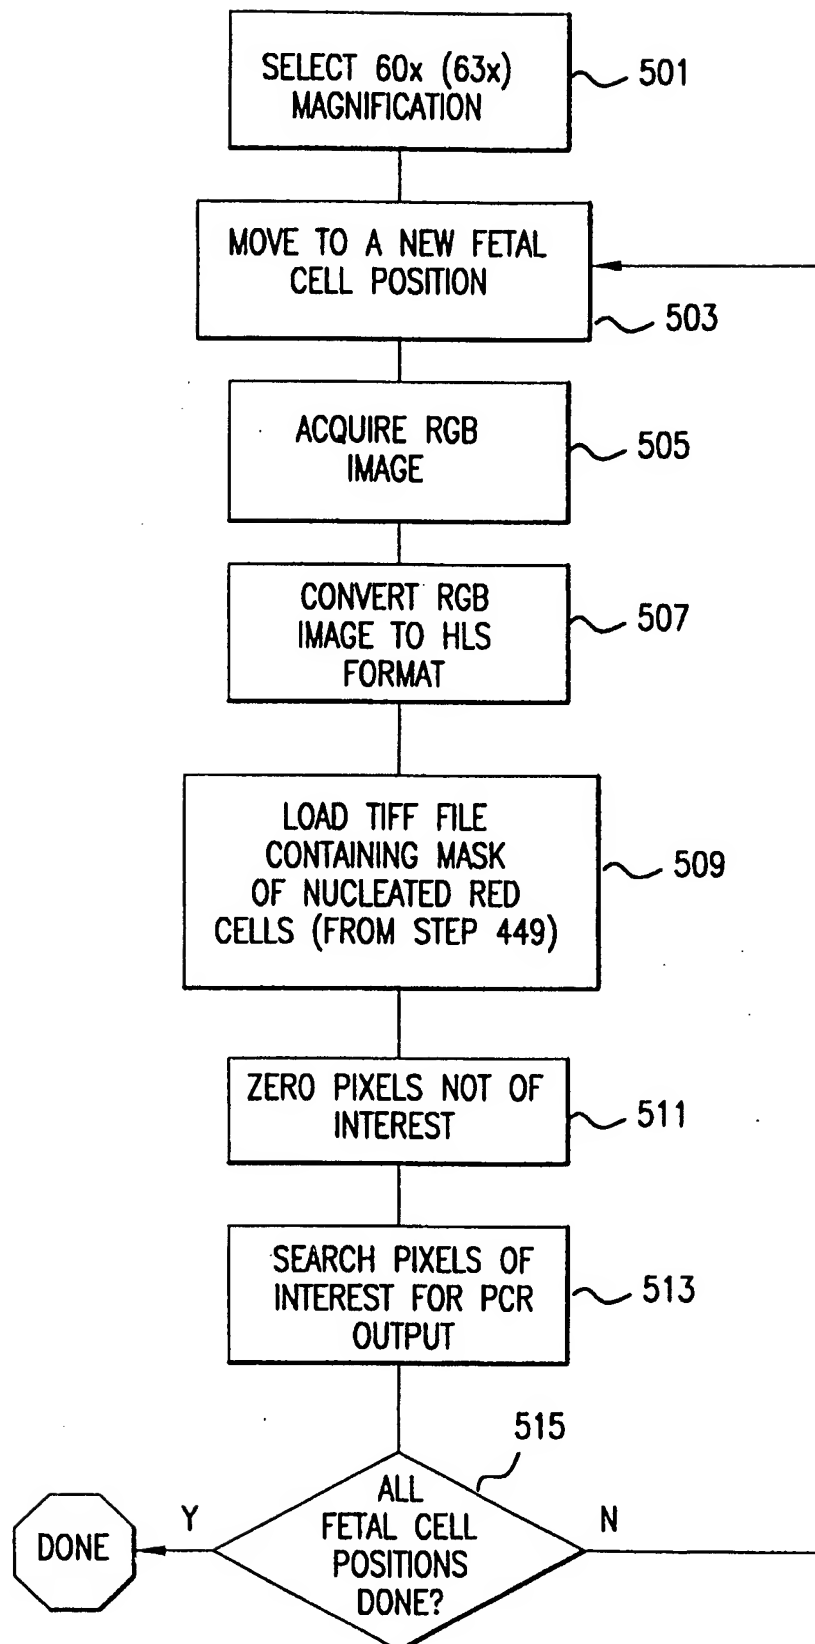 SELECT 60x (63x)
MAGNIFICATION
501
MOVE TO A NEW FETAL
CELL POSITION
503
ACQUIRE RGB
IMAGE
505
CONVERT RGB
IMAGE TO HLS
FORMAT
507
LOAD TIFF FILE
CONTAINING MASK
OF NUCLEATED RED
CELLS (FROM STEP 449)
509
ZERO PIXELS NOT OF
INTEREST
511
SEARCH PIXELS OF
INTEREST FOR PCR
OUTPUT
513
515
ALL
FETAL CELL
POSITIONS
DONE?
Y
N
DONE